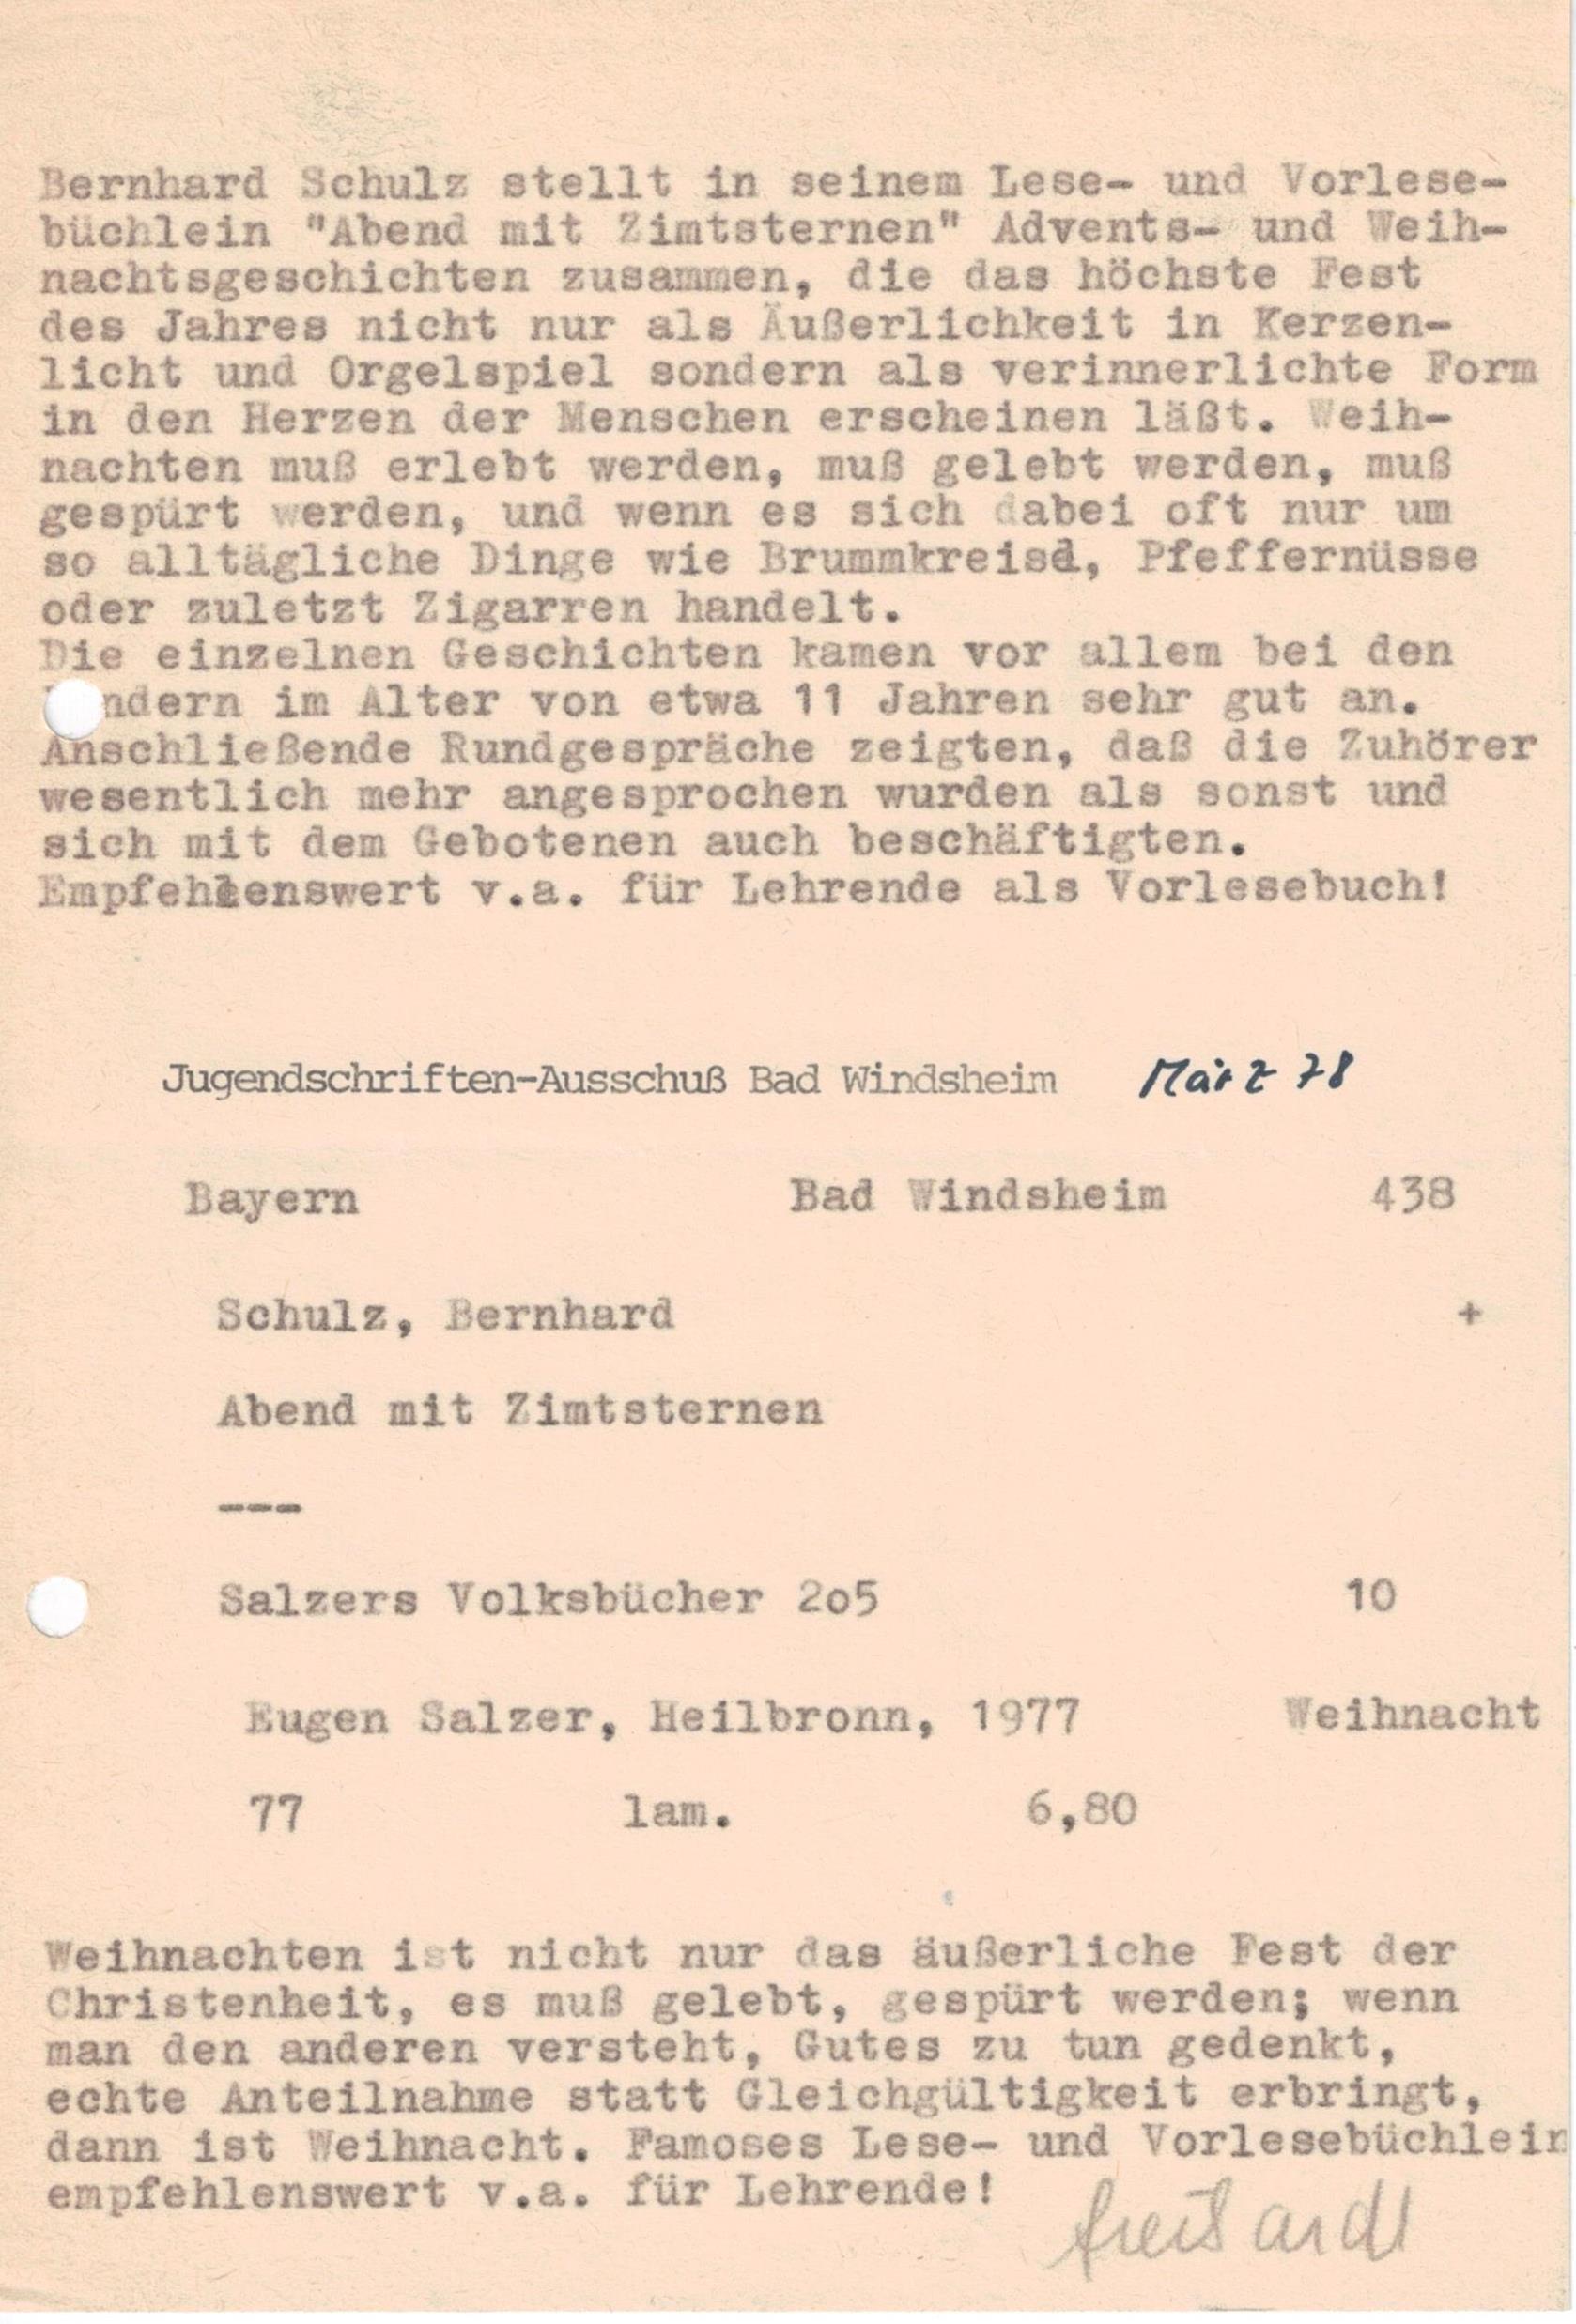 Bernhard Schulz stellt in seinem Lese- und Vorlese-
büchlein "Abend mit Zimtsternen" Advents- und Weih-
nachtsgeschichten zusammen, die das höchste Fest
des Jahres nicht nur als Äußerlichkeit in Kerzen-
licht und Orgelspiel sondern als verinnerlichte Form
in den Herzen der Menschen erscheinen läßt. Weih-
nachten muß erlebt werden, muß gelebt werden, muß
gespürt werden, und wenn es sich dabei oft nur um
so alltägliche Dinge wie Brummkreisel, Pfeffernüsse
oder zuletzt Zigarren handelt.
Die einzelnen Geschichten kamen vor allem bei den
ndern im Alter von etwa 11 Jahren sehr gut an.
Anschließende Rundgespräche zeigten, daß die Zuhörer
wesentlich mehr angesprochen wurden als sonst und
sich mit dem Gebotenen auch beschäftigten.
Empfehlenswert v.a. für Lehrende als Vorlesebuch!
Jugendschriften-Ausschuß Bad Windsheim März 78
Bayern Bad Windsheim 438
Schulz, Bernhard +
Abend mit Zimtsternen
---
Salzers Volksbücher 2o5 10
Eugen Salzer, Heilbronn, 1977 Weihnacht
77 lam. 6,80
Weihnachten ist nicht nur das äußerliche Fest der
Christenheit, es muß gelebt, gespürt werden; wenn
man den anderen versteht, Gutes zu tun gedenkt,
echte Anteilnahme statt Gleichgültigkeit erbringt,
dann ist Weihnacht. Famoses Lese- und Vorlesebüchlein
empfehlenswert v.a. für Lehrende!